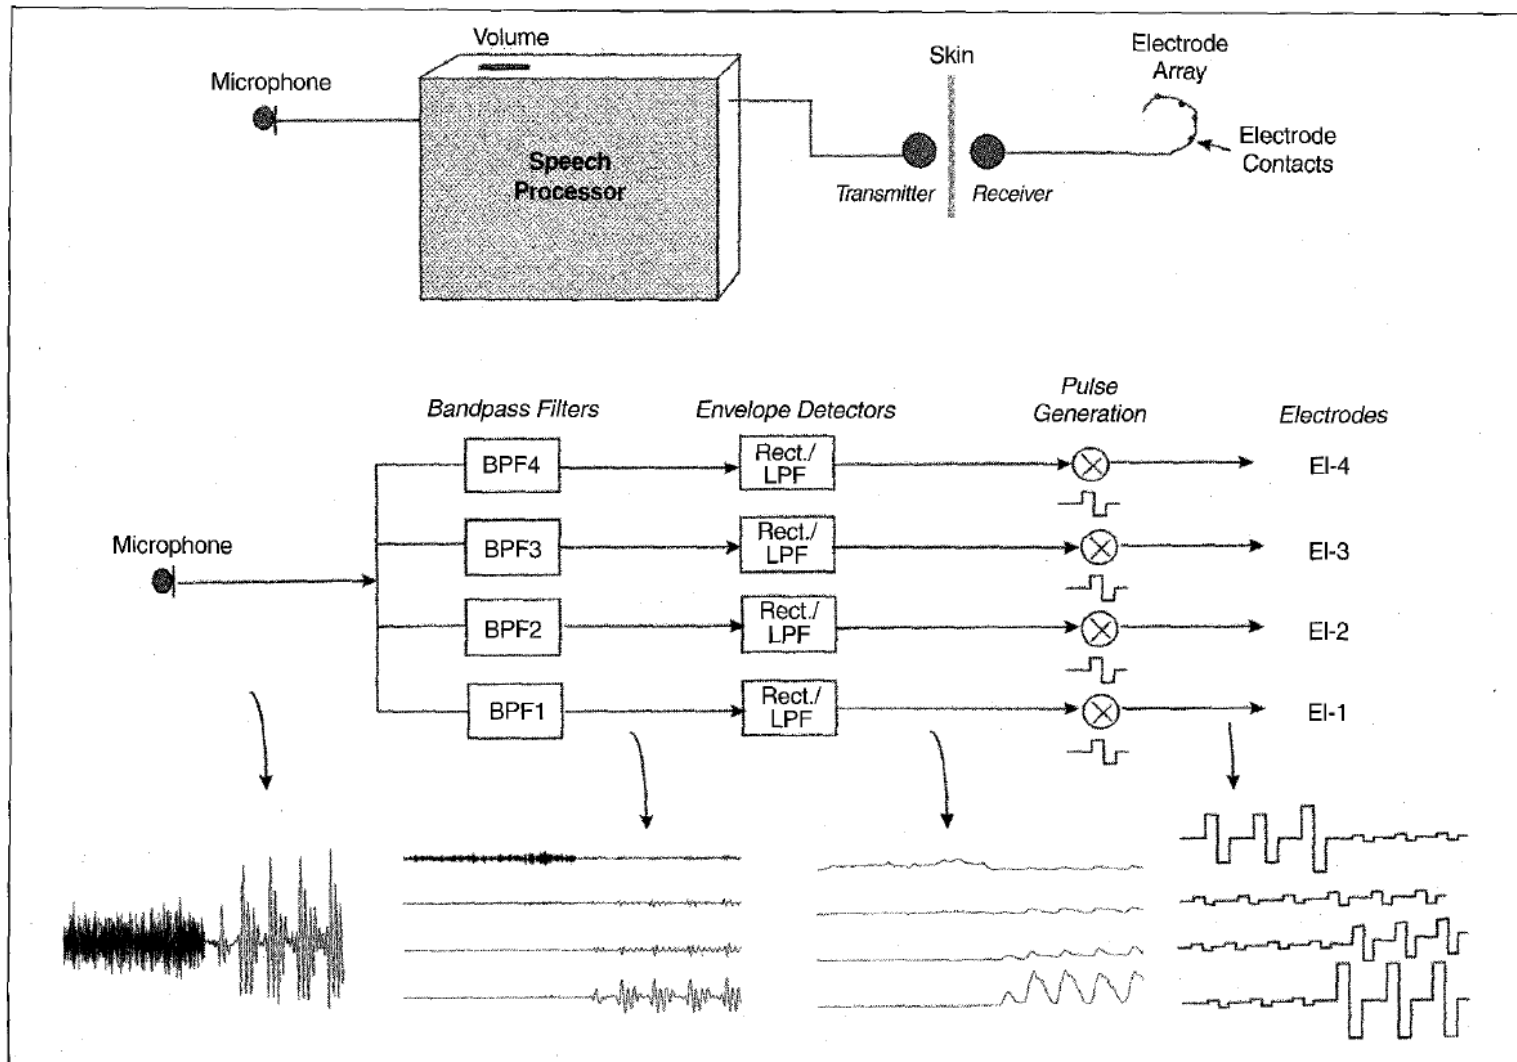 Volume
Microphone
Speech
Processor
Skin
Electrode
Array
Electrode
Contacts
Transmitter
Receiver
Bandpass Filters
Envelope Detectors
Pulse
Generation
Electrodes
BPF4
Rect./
LPF
El-4
Microphone
BPF3
Rect./
LPF
El-3
BPF2
Rect./
LPF
El-2
BPF1
Rect./
LPF
El-1